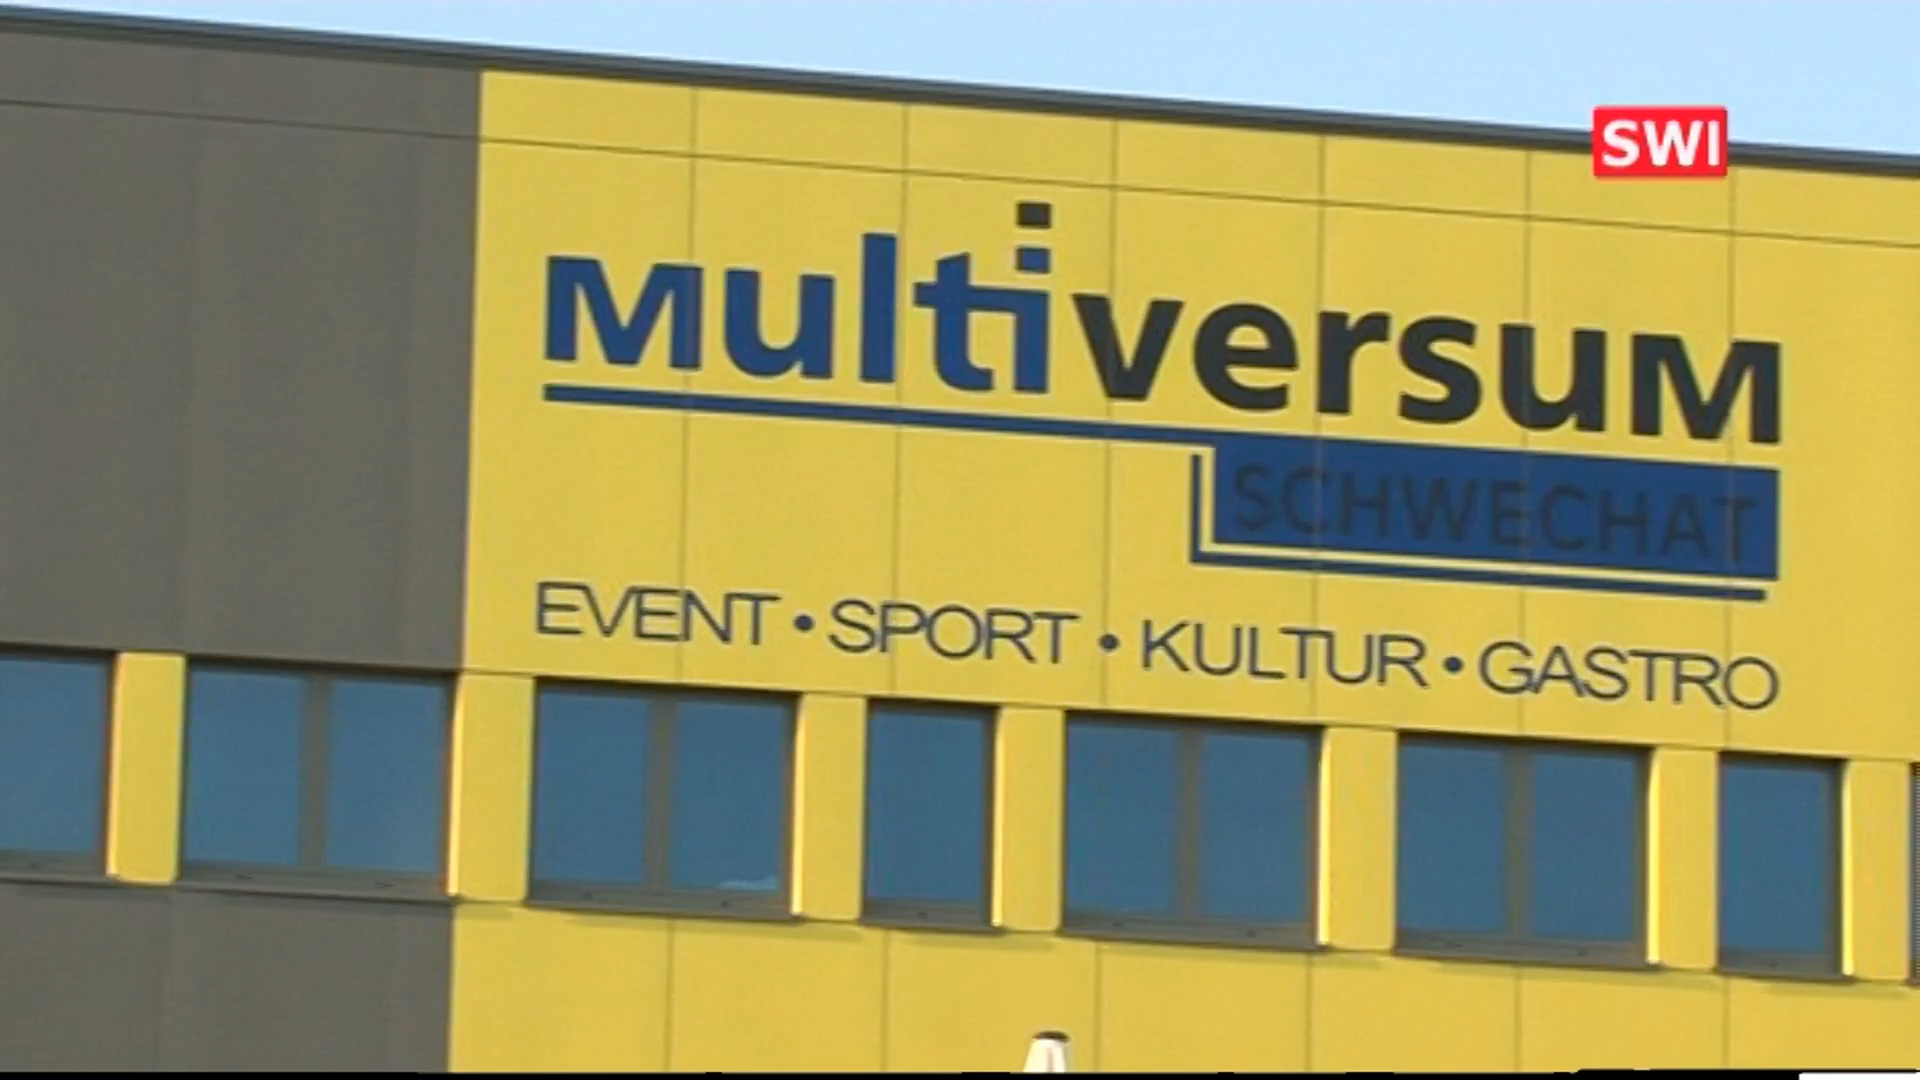 SWI
Multiversum
SCHWECHAT
EVENT • SPORT • KULTUR • GASTRO